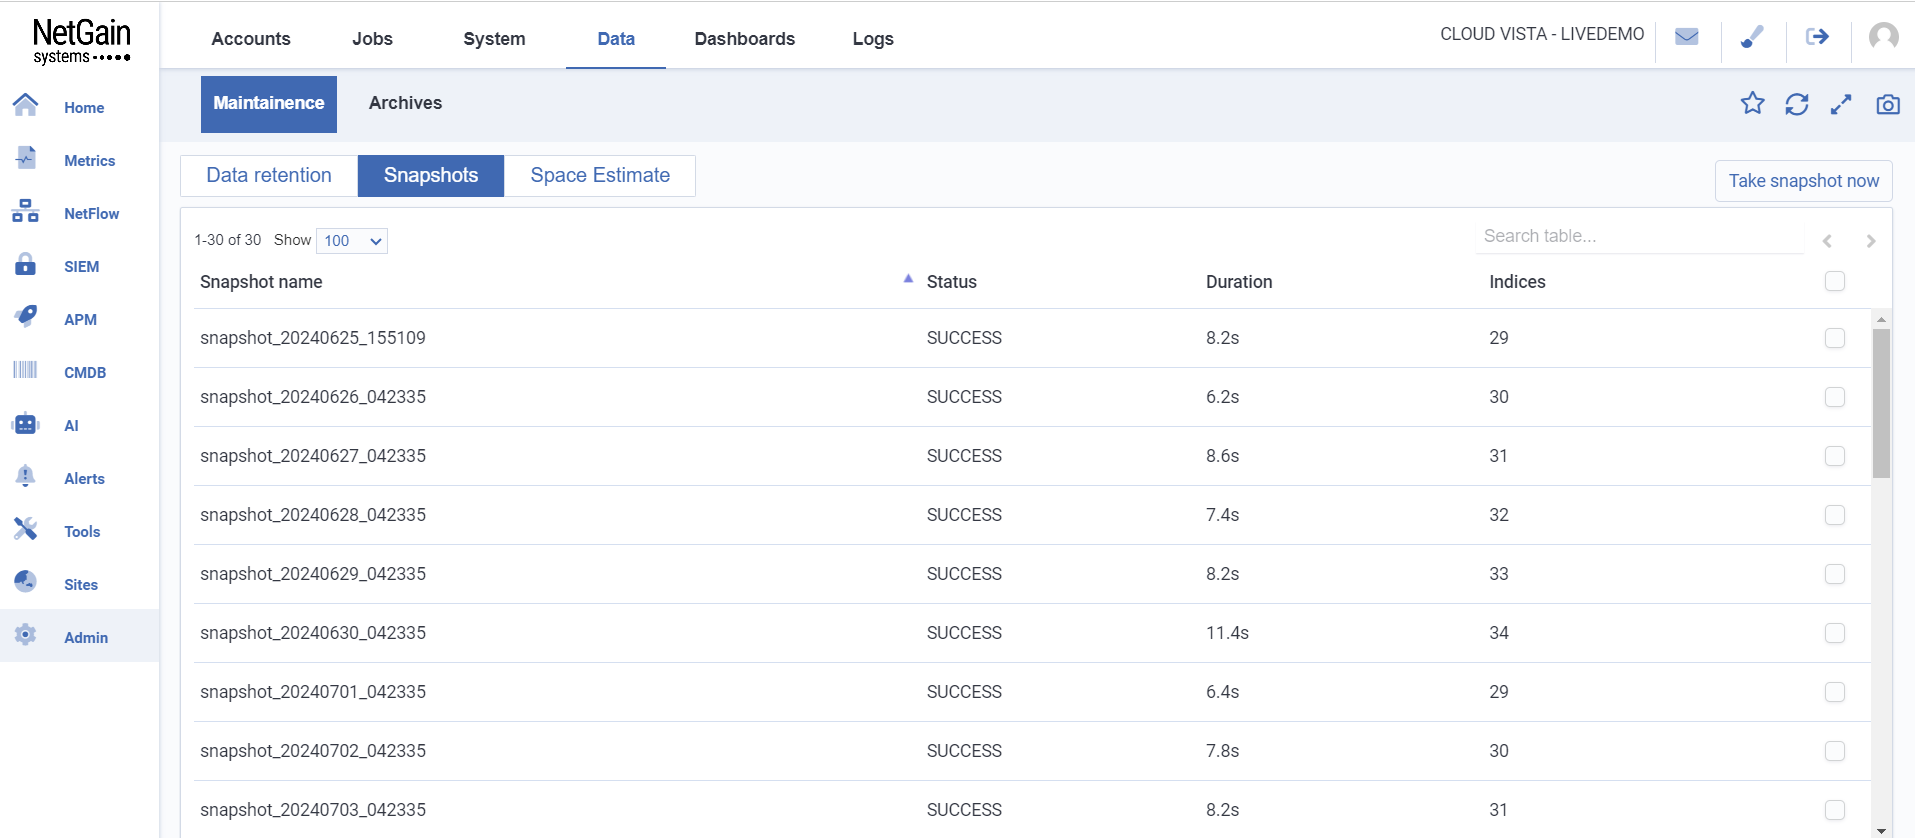 NetGain
systems
Accounts Jobs System Data Dashboards Logs
CLOUD VISTA - LIVEDEMO
Home
Metrics
NetFlow
SIEM
APM
CMDB
AI
Alerts
Tools
Sites
Admin
Maintainence Archives
Data retention Snapshots Space Estimate
Take snapshot now
1-30 of 30 Show 100
Search table...
Snapshot name Status Duration Indices
snapshot_20240625_155109 SUCCESS 8.2s 29
snapshot_20240626_042335 SUCCESS 6.2s 30
snapshot_20240627_042335 SUCCESS 8.6s 31
snapshot_20240628_042335 SUCCESS 7.4s 32
snapshot_20240629_042335 SUCCESS 8.2s 33
snapshot_20240630_042335 SUCCESS 11.4s 34
snapshot_20240701_042335 SUCCESS 6.4s 29
snapshot_20240702_042335 SUCCESS 7.8s 30
snapshot_20240703_042335 SUCCESS 8.2s 31